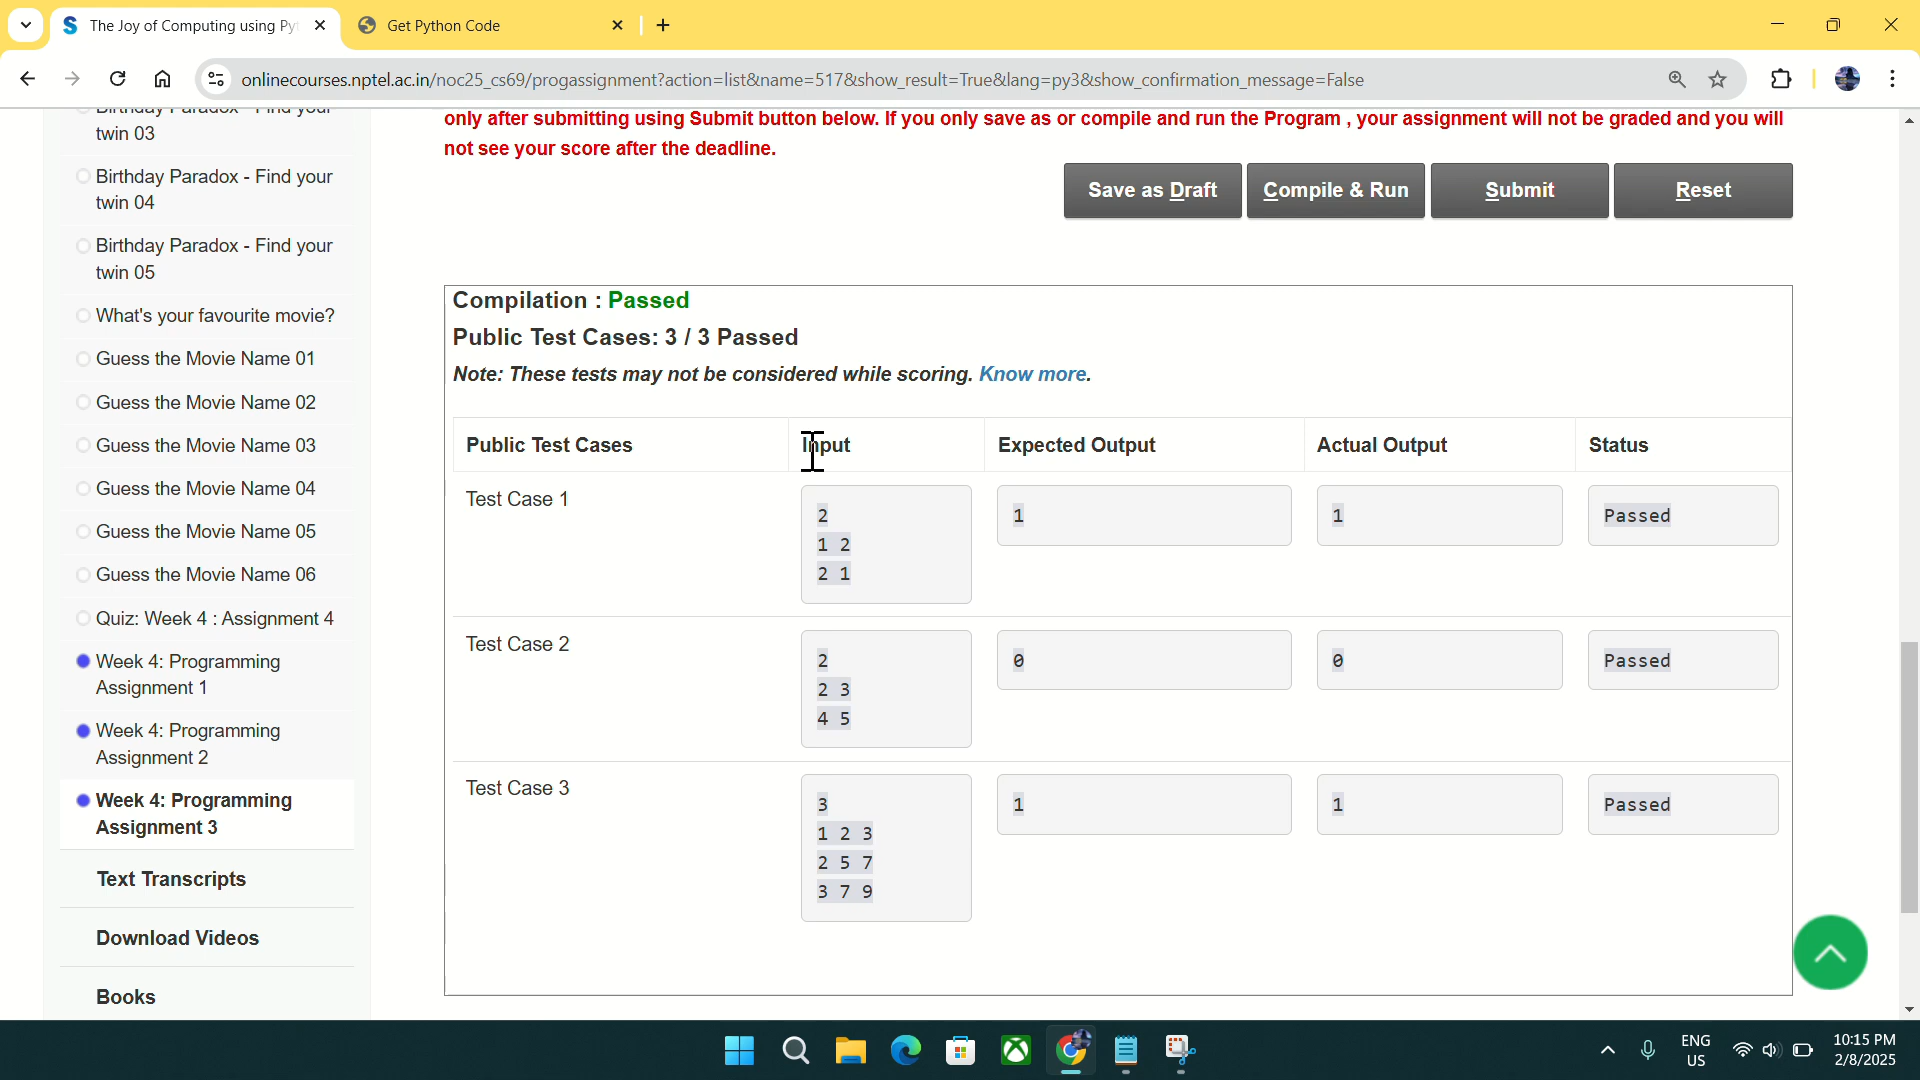 The Joy of Computing using Py
Get Python Code
onlinecourses.nptel.ac.in/noc25_cs69/progassignment?action=list&name=517&show_result=True&lang=py3&show_confirmation_message=False
Birthday Paradox - Find your
twin 03
Birthday Paradox - Find your
twin 04
Birthday Paradox - Find your
twin 05
What's your favourite movie?
Guess the Movie Name 01
Guess the Movie Name 02
Guess the Movie Name 03
Guess the Movie Name 04
Guess the Movie Name 05
Guess the Movie Name 06
Quiz: Week 4 : Assignment 4
Week 4: Programming
Assignment 1
Week 4: Programming
Assignment 2
Week 4: Programming
Assignment 3
Text Transcripts
Download Videos
Books
only after submitting using Submit button below. If you only save as or compile and run the Program , your assignment will not be graded and you will
not see your score after the deadline.
Save as Draft Compile & Run Submit Reset
Compilation : Passed
Public Test Cases: 3 / 3 Passed
Note: These tests may not be considered while scoring. Know more.
Public Test Cases Input Expected Output Actual Output Status
Test Case 1
2
1 2
2 1
1
1
Passed
Test Case 2
2
2 3
4 5
0
0
Passed
Test Case 3
3
1 2 3
2 5 7
3 7 9
1
1
Passed
ENG
US
10:15 PM
2/8/2025